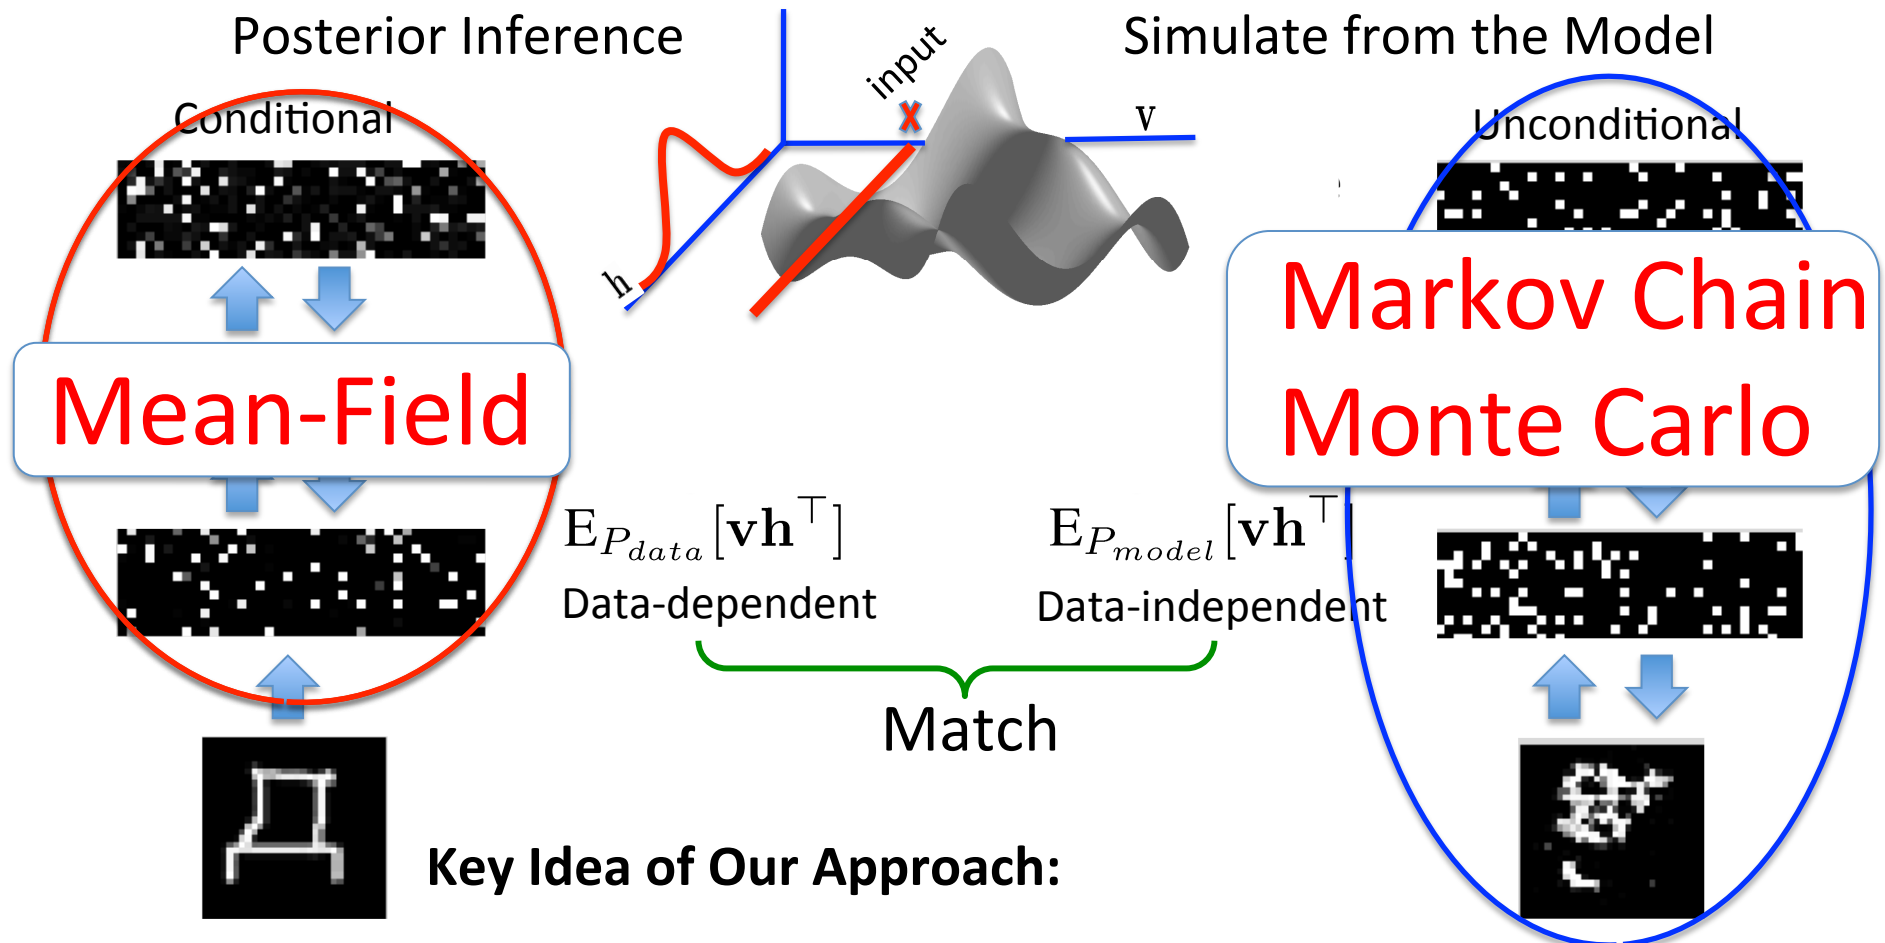 Posterior Inference
Simulate from the Model
input
Conditional
v
Unconditional
h
Markov Chain
Monte Carlo
Mean-Field
E_{P_{data}}[vh^⊤]
E_{P_{model}}[vh^⊤]
Data-dependent
Data-independent
Match
Key Idea of Our Approach: